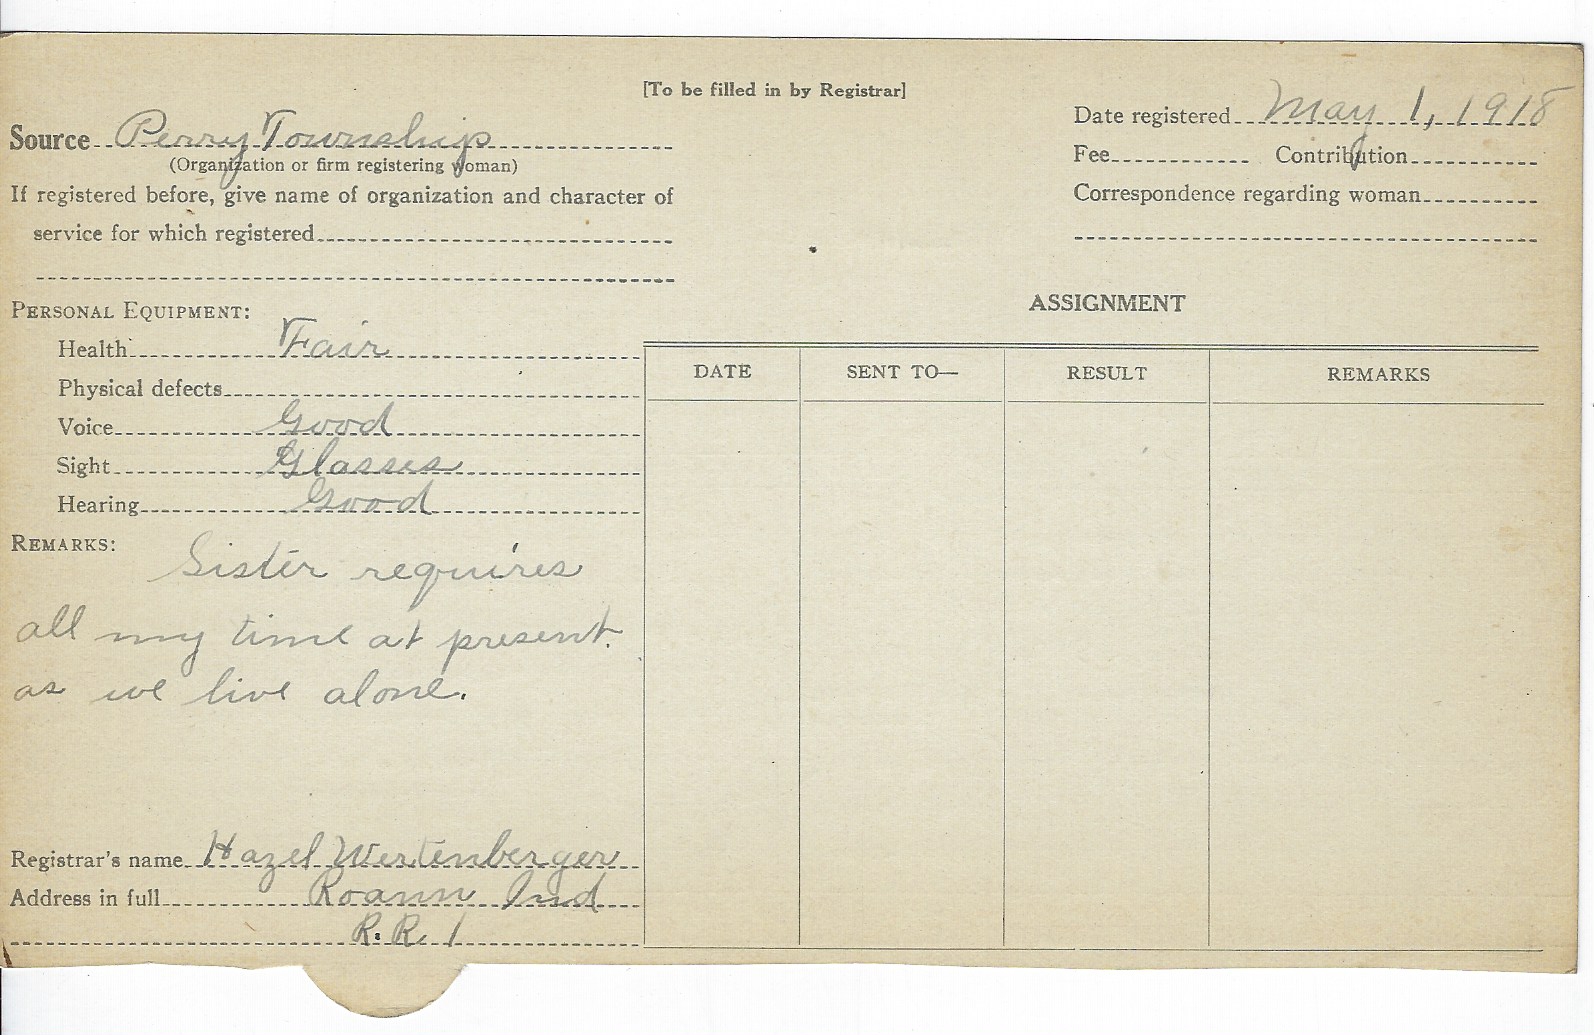 [To be filled in by Registrar]
Source Perry Township
(Organization or firm registering woman)
If registered before, give name of organization and character of
service for which registered
Date registered May 1, 1918
Fee Contribution
Correspondence regarding woman
PERSONAL EQUIPMENT:
Health Fair
Physical defects
Voice Good
Sight Glasses
Hearing Good
REMARKS: Sister requires
all my time at present.
as we live alone.
Registrar's name Hazel Wertenberger
Address in full Roann Ind
R.R. 1
ASSIGNMENT
DATE SENT TO— RESULT REMARKS